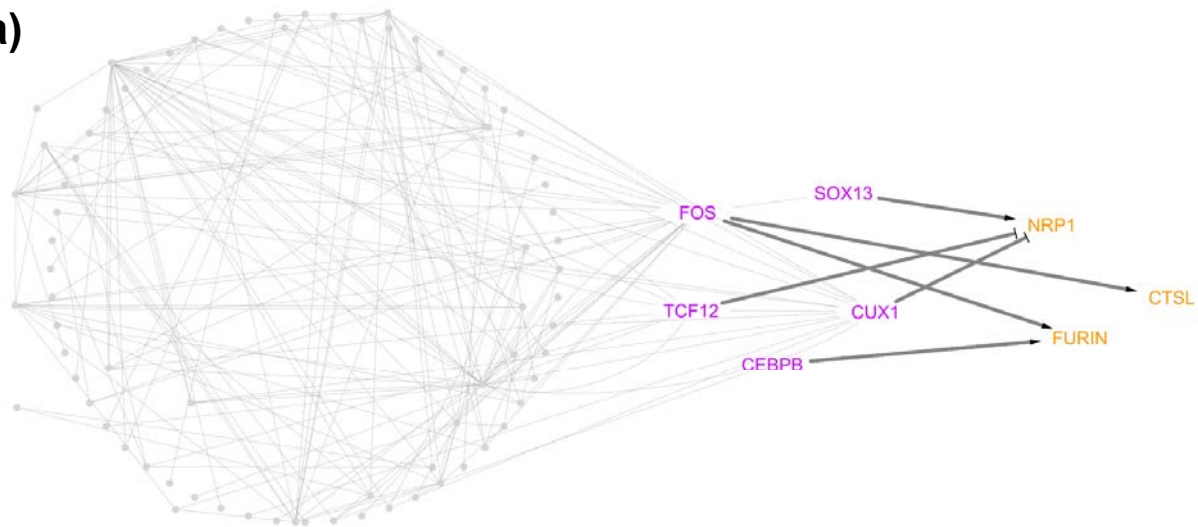 a)
SOX13
FOS
NRP1
CTSL
TCF12
CUX1
FURIN
CEBPB